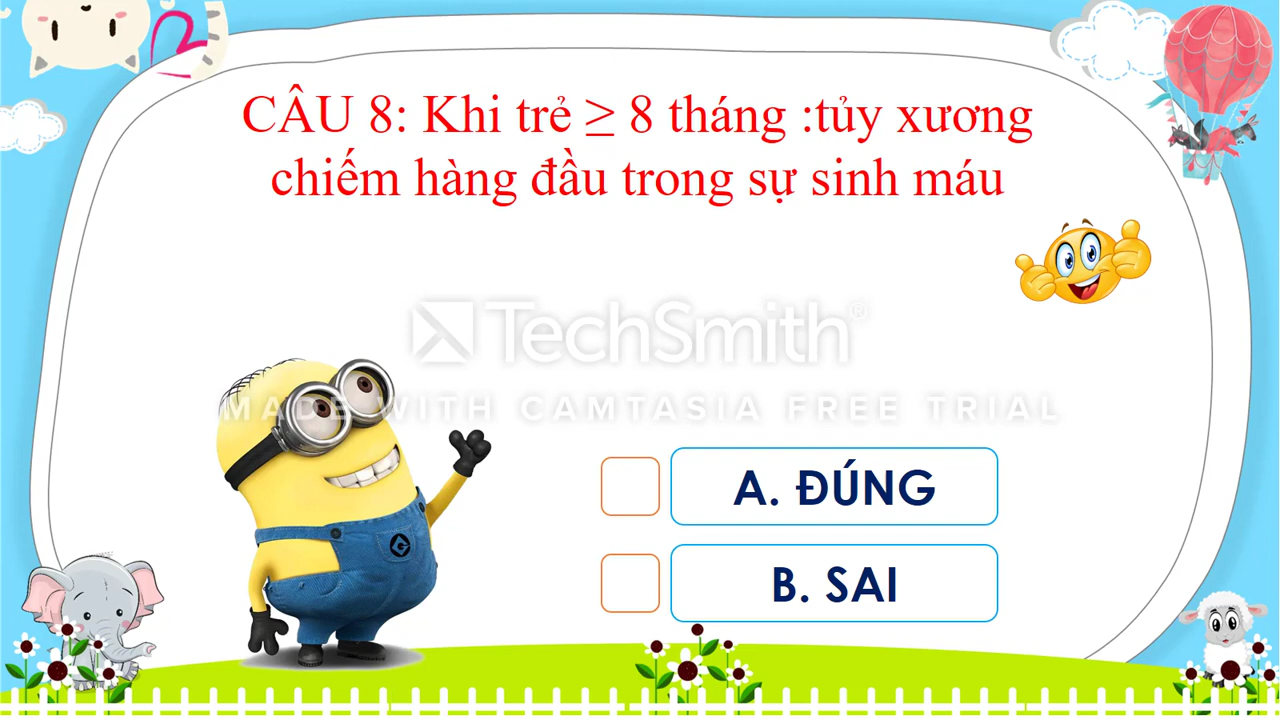 CÂU 8: Khi trẻ ≥ 8 tháng :tủy xương
chiếm hàng đầu trong sự sinh máu
TechSmith®
MADE WITH CAMTASIA FREE TRIAL
A. ĐÚNG
B. SAI